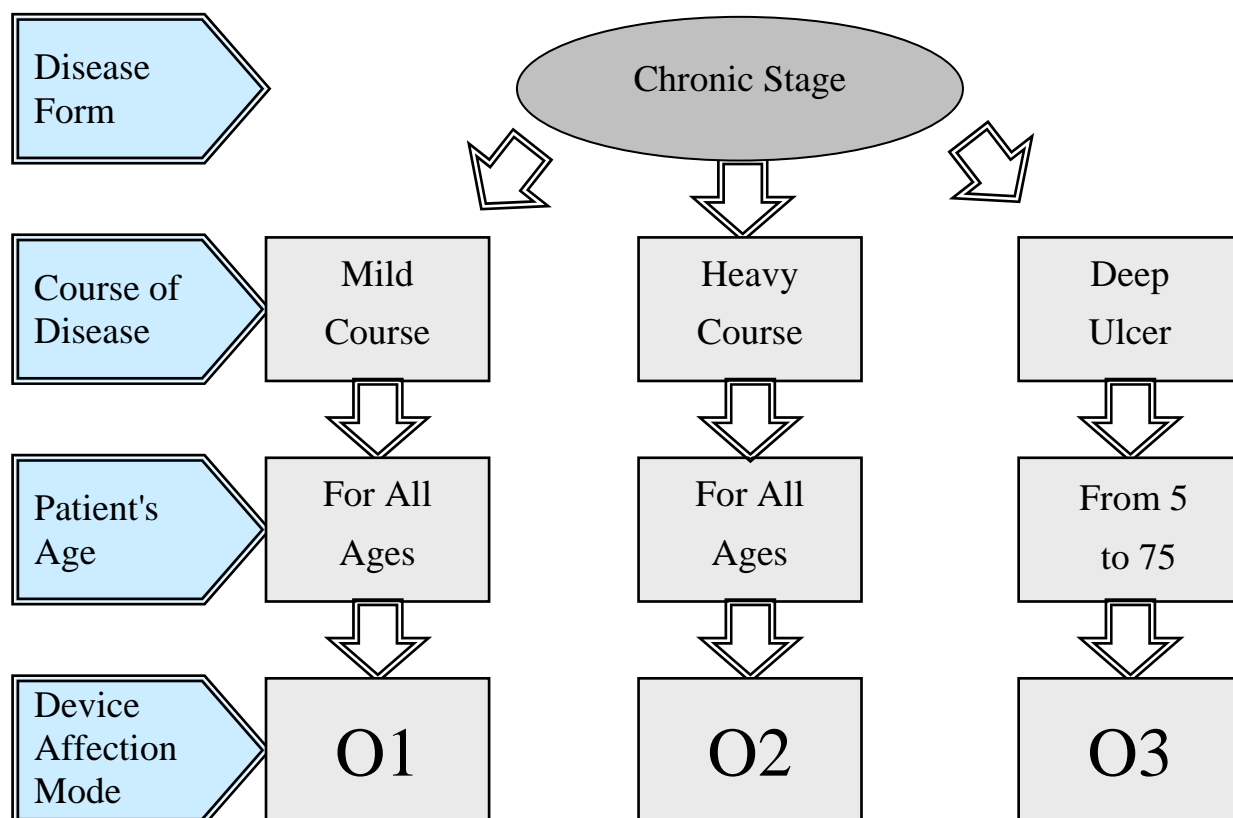 Disease
Form
Chronic Stage
Course of
Disease
Mild
Course
Heavy
Course
Deep
Ulcer
Patient's
Age
For All
Ages
For All
Ages
From 5
to 75
Device
Affection
Mode
O1
O2
O3